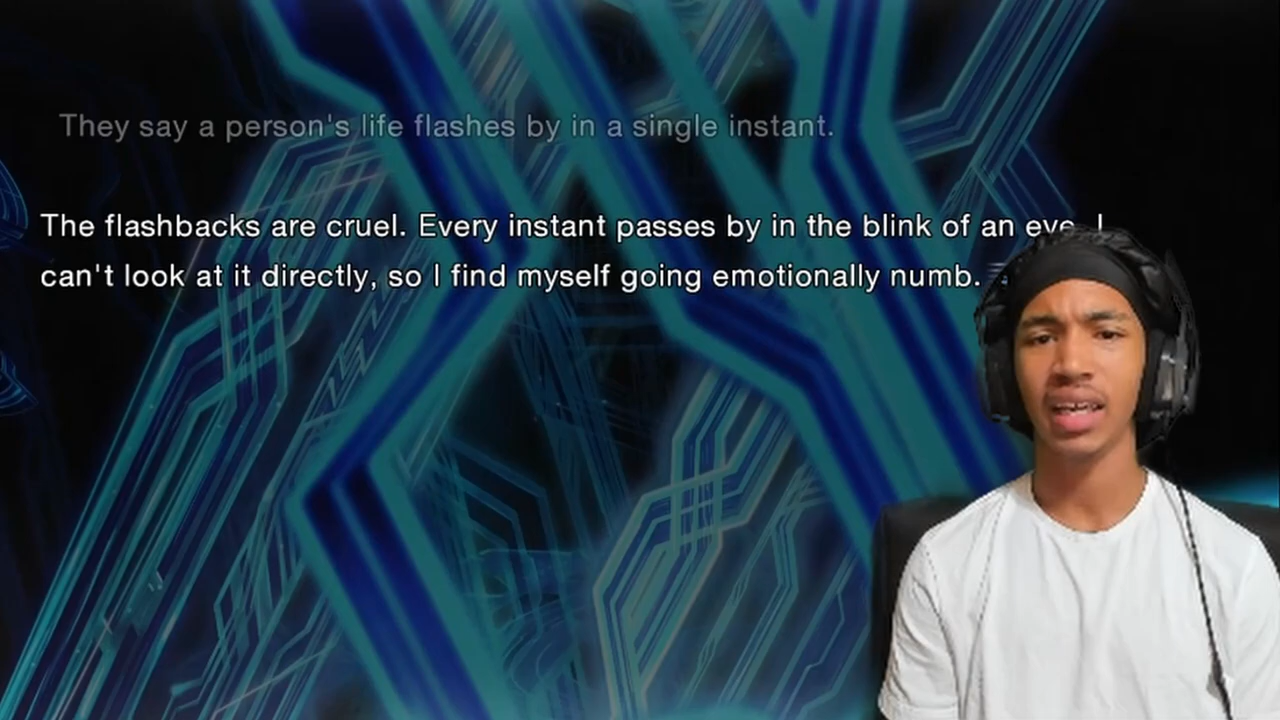 They say a person's life flashes by in a single instant.
The flashbacks are cruel. Every instant passes by in the blink of an eye. I
can't look at it directly, so I find myself going emotionally numb.